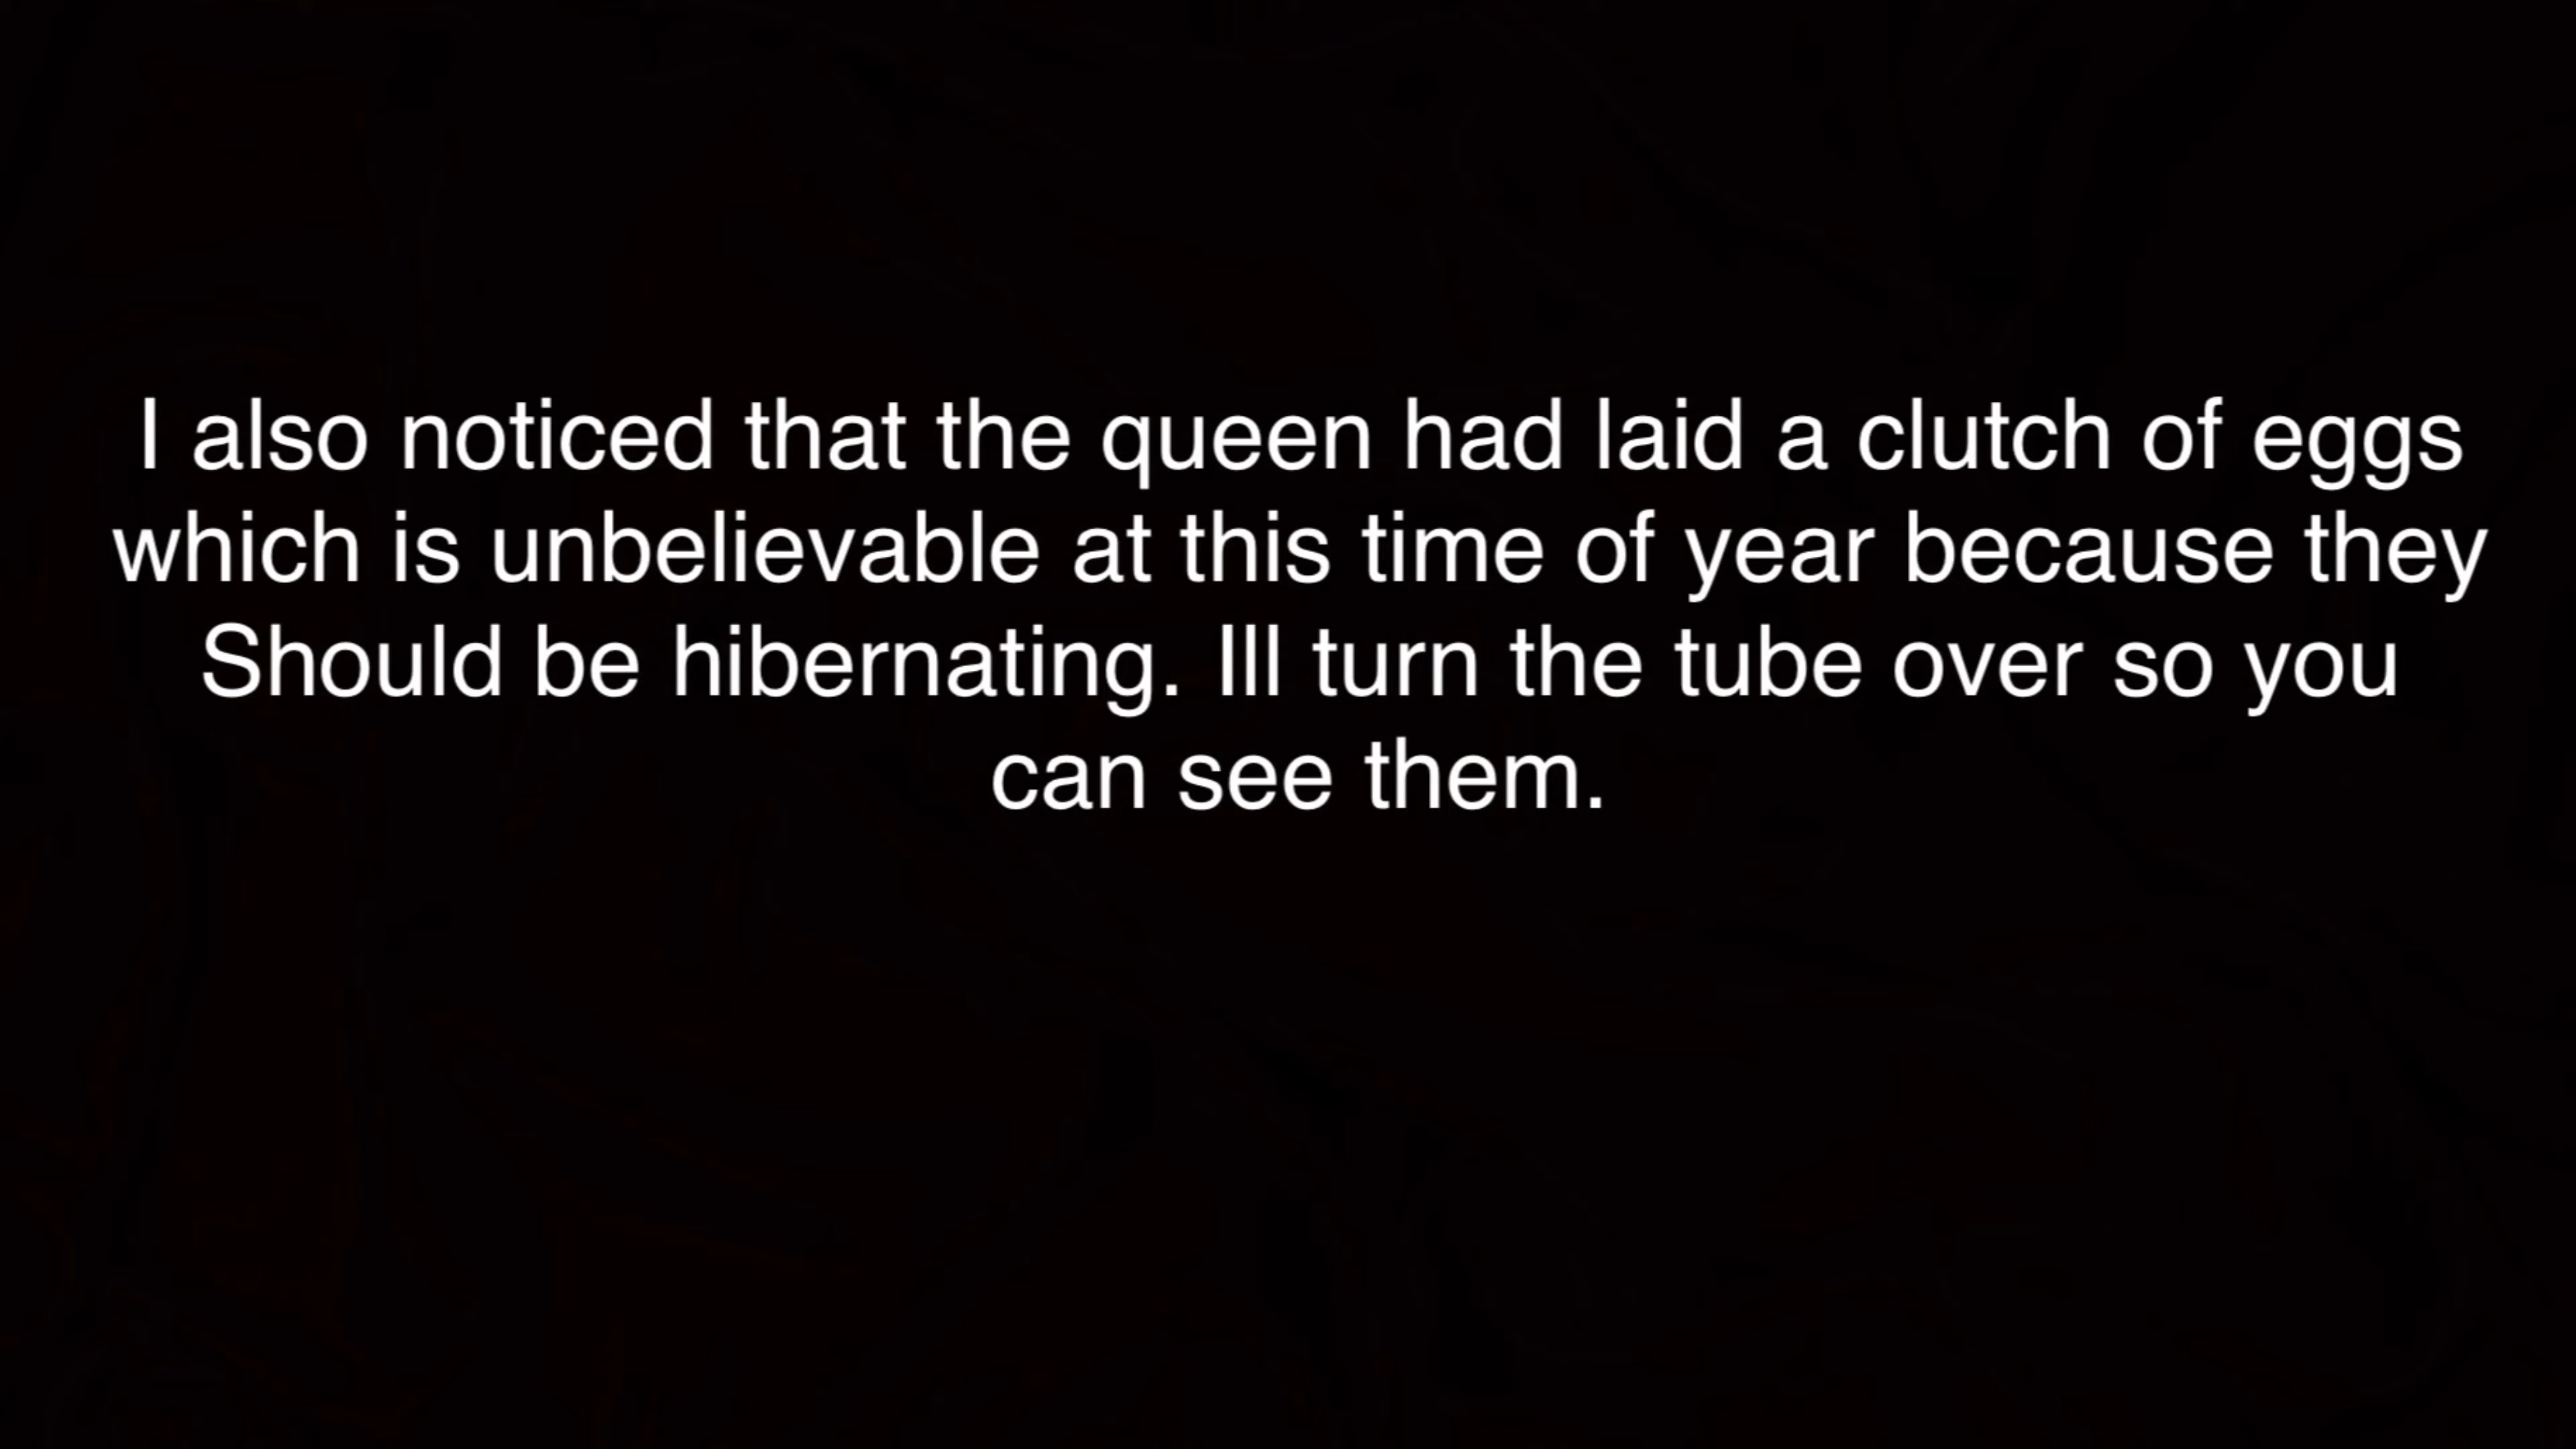 I also noticed that the queen had laid a clutch of eggs
which is unbelievable at this time of year because they
Should be hibernating. Ill turn the tube over so you
can see them.